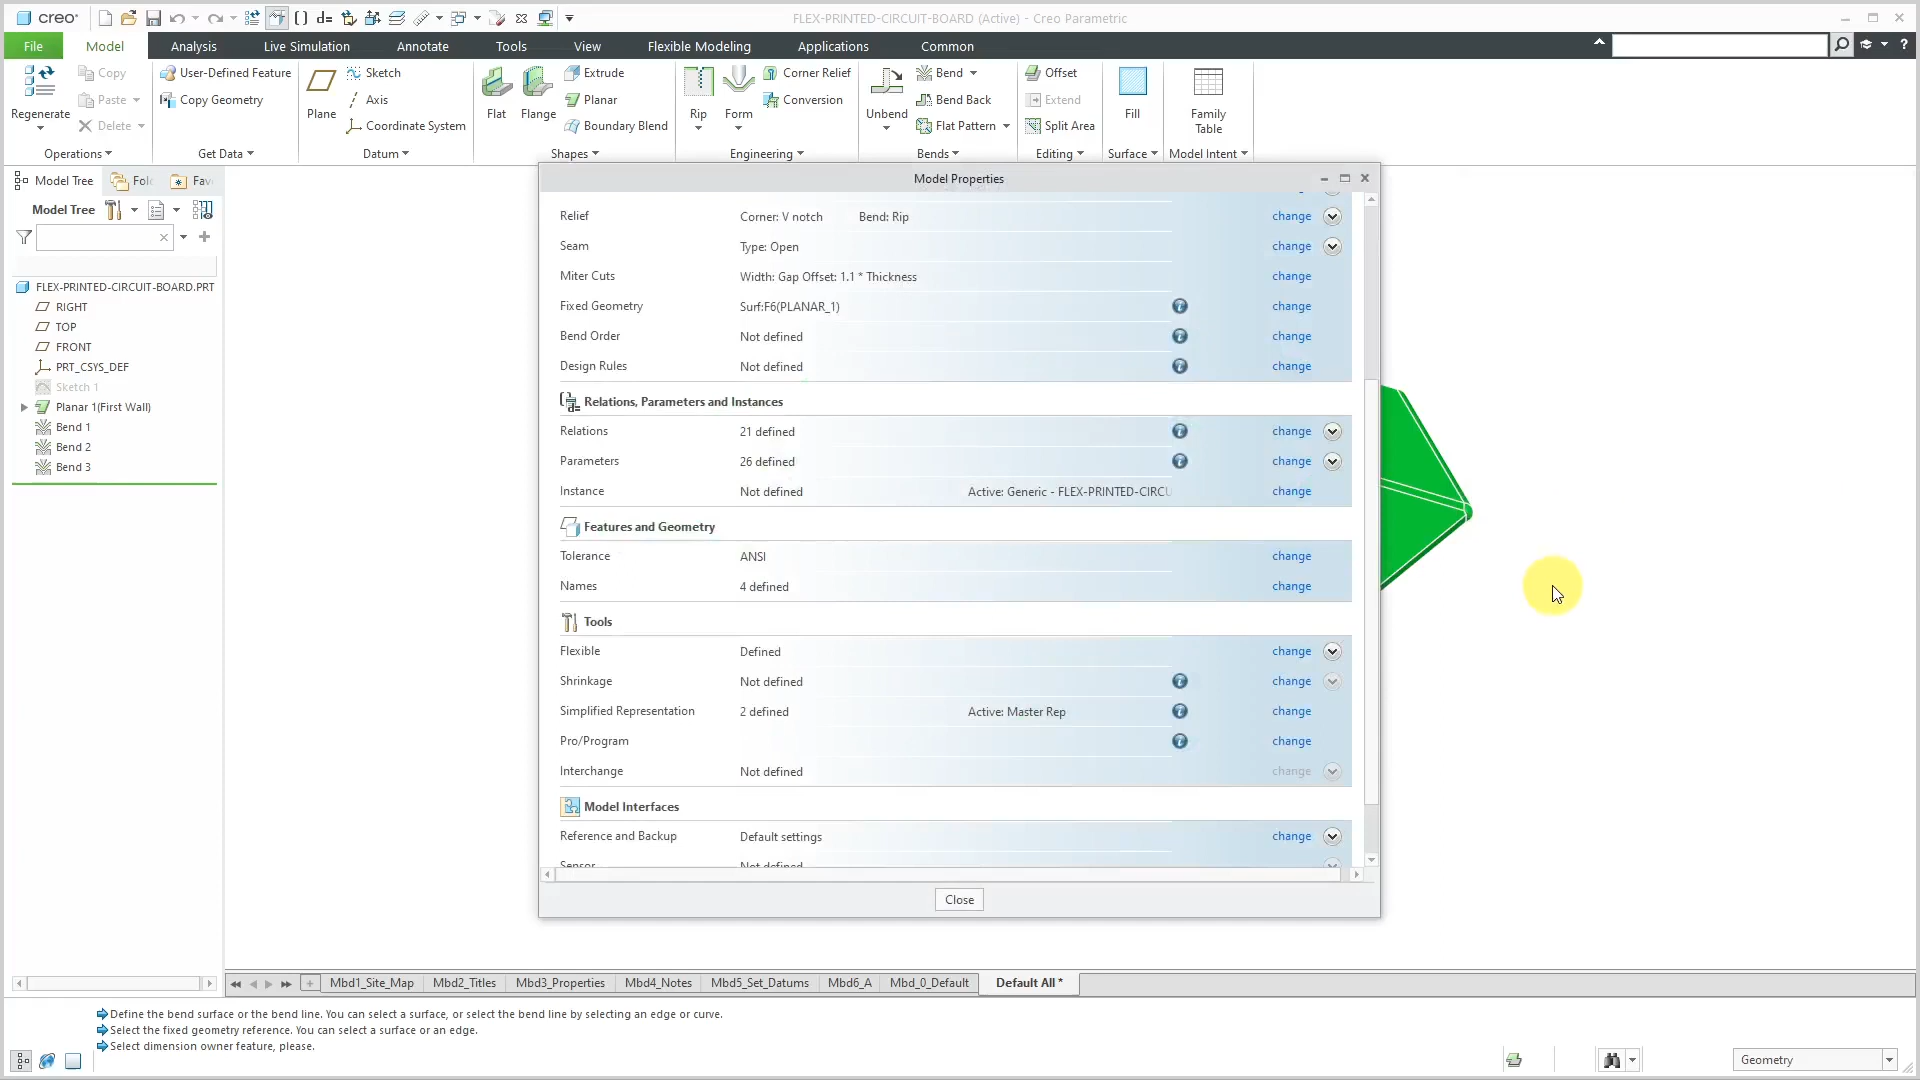 creo®
FLEX-PRINTED-CIRCUIT-BOARD (Active) - Creo Parametric
File
Model
Analysis
Live Simulation
Annotate
Tools
View
Flexible Modeling
Applications
Common
Regenerate
Copy
Paste
Delete
Operations
User-Defined Feature
Copy Geometry
Get Data
Plane
Sketch
Axis
Coordinate System
Datum
Flat
Flange
Extrude
Planar
Boundary Blend
Shapes
Rip
Form
Corner Relief
Conversion
Engineering
Unbend
Bend
Bend Back
Flat Pattern
Bends
Offset
Extend
Split Area
Editing
Fill
Surface
Family
Table
Model Intent
Model Tree
Fol
Fav
Model Tree
FLEX-PRINTED-CIRCUIT-BOARD.PRT
RIGHT
TOP
FRONT
PRT_CSYS_DEF
Sketch 1
Planar 1(First Wall)
Bend 1
Bend 2
Bend 3
Model Properties
Relief Corner: V notch Bend: Rip change
Seam Type: Open change
Miter Cuts Width: Gap Offset: 1.1 * Thickness change
Fixed Geometry Surf:F6(PLANAR_1) change
Bend Order Not defined change
Design Rules Not defined change
Relations, Parameters and Instances
Relations 21 defined change
Parameters 26 defined change
Instance Not defined Active: Generic - FLEX-PRINTED-CIRCU change
Features and Geometry
Tolerance ANSI change
Names 4 defined change
Tools
Flexible Defined change
Shrinkage Not defined change
Simplified Representation 2 defined Active: Master Rep change
Pro/Program change
Interchange Not defined change
Model Interfaces
Reference and Backup Default settings change
Sensor Not defined
Close
Mbd1_Site_Map
Mbd2_Titles
Mbd3_Properties
Mbd4_Notes
Mbd5_Set_Datums
Mbd6_A
Mbd_0_Default
Default All *
Define the bend surface or the bend line. You can select a surface, or select the bend line by selecting an edge or curve.
Select the fixed geometry reference. You can select a surface or an edge.
Select dimension owner feature, please.
Geometry